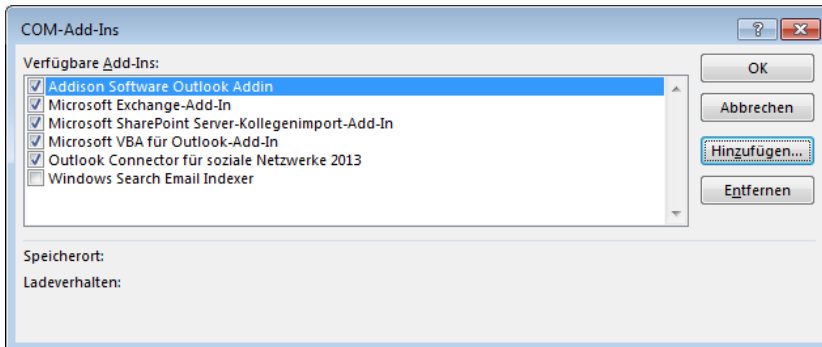 COM-Add-Ins
Verfügbare Add-Ins:
Addison Software Outlook Addin
Microsoft Exchange-Add-In
Microsoft SharePoint Server-Kollegenimport-Add-In
Microsoft VBA für Outlook-Add-In
Outlook Connector für soziale Netzwerke 2013
Windows Search Email Indexer
OK
Abbrechen
Hinzufügen...
Entfernen
Speicherort:
Ladeverhalten: